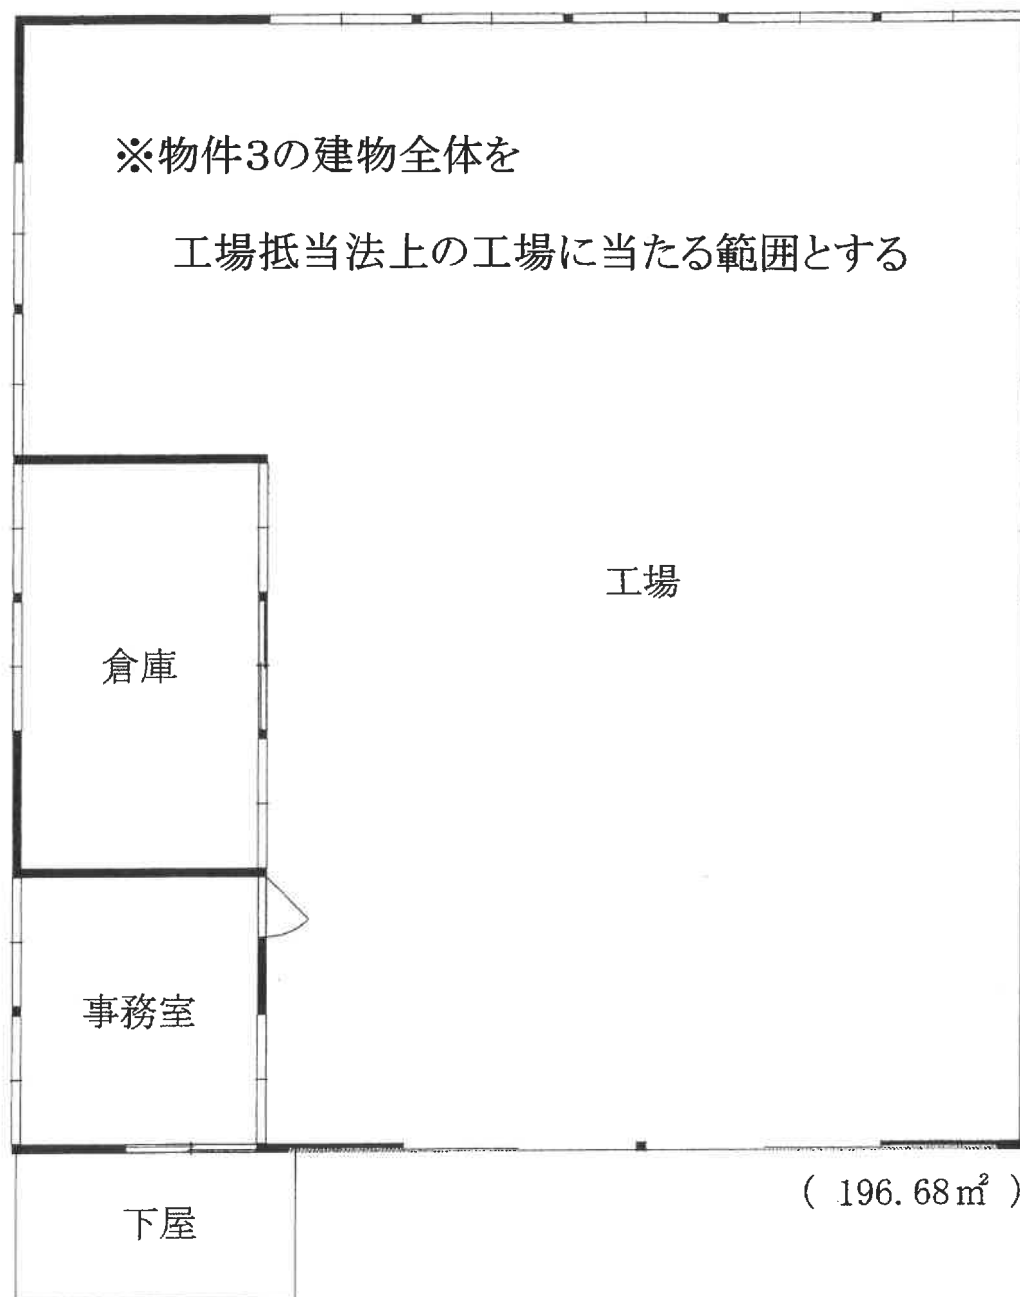 ※物件3の建物全体を
工場抵当法上の工場に当たる範囲とする
工場
倉庫
事務室
( 196.68㎡ )
下屋